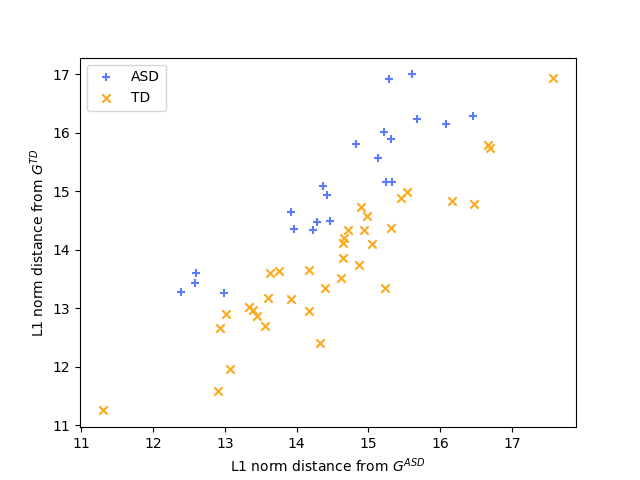 ASD
TD
17
16
15
14
13
12
11
L1 norm distance from G^{TD}
11 12 13 14 15 16 17
L1 norm distance from G^{ASD}